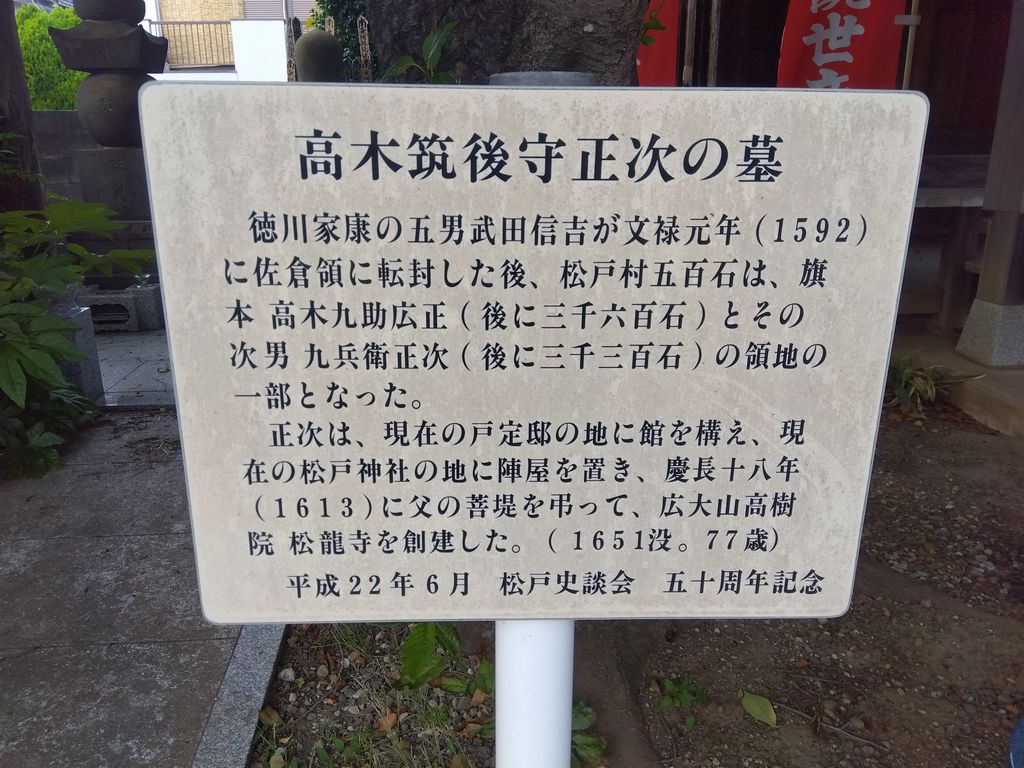 世
高木筑後守正次の墓
徳川家康の五男武田信吉が文禄元年(1592)
に佐倉領に転封した後、松戸村五百石は、旗
本 高木九助広正(後に三千六百石)とその
次男 九兵衛正次(後に三千三百石)の領地の
一部となった。
正次は、現在の戸定邸の地に館を構え、現
在の松戸神社の地に陣屋を置き、慶長十八年
(1613)に父の菩堤を弔って、広大山高樹
院 松龍寺を創建した。(1651没。77歳)
平成22年6月 松戸史談会 五十周年記念